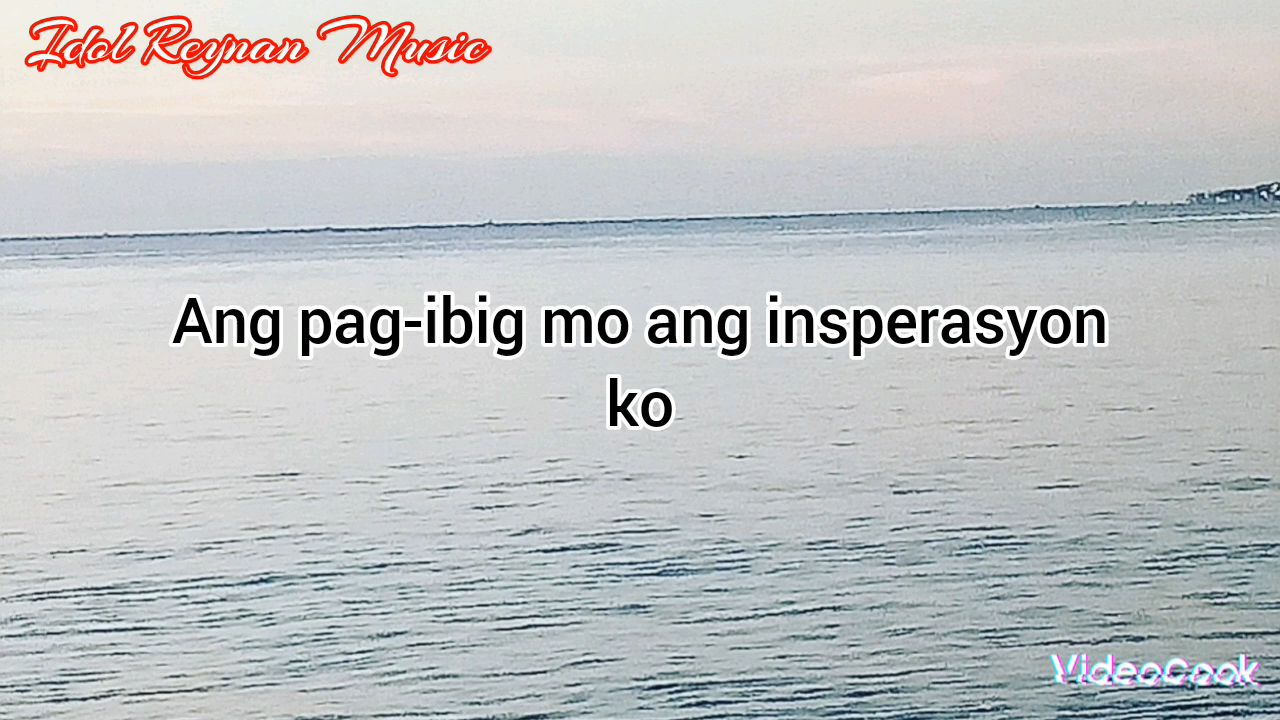 Idol Reynan Music
Ang pag-ibig mo ang insperasyon
ko
VideoCook